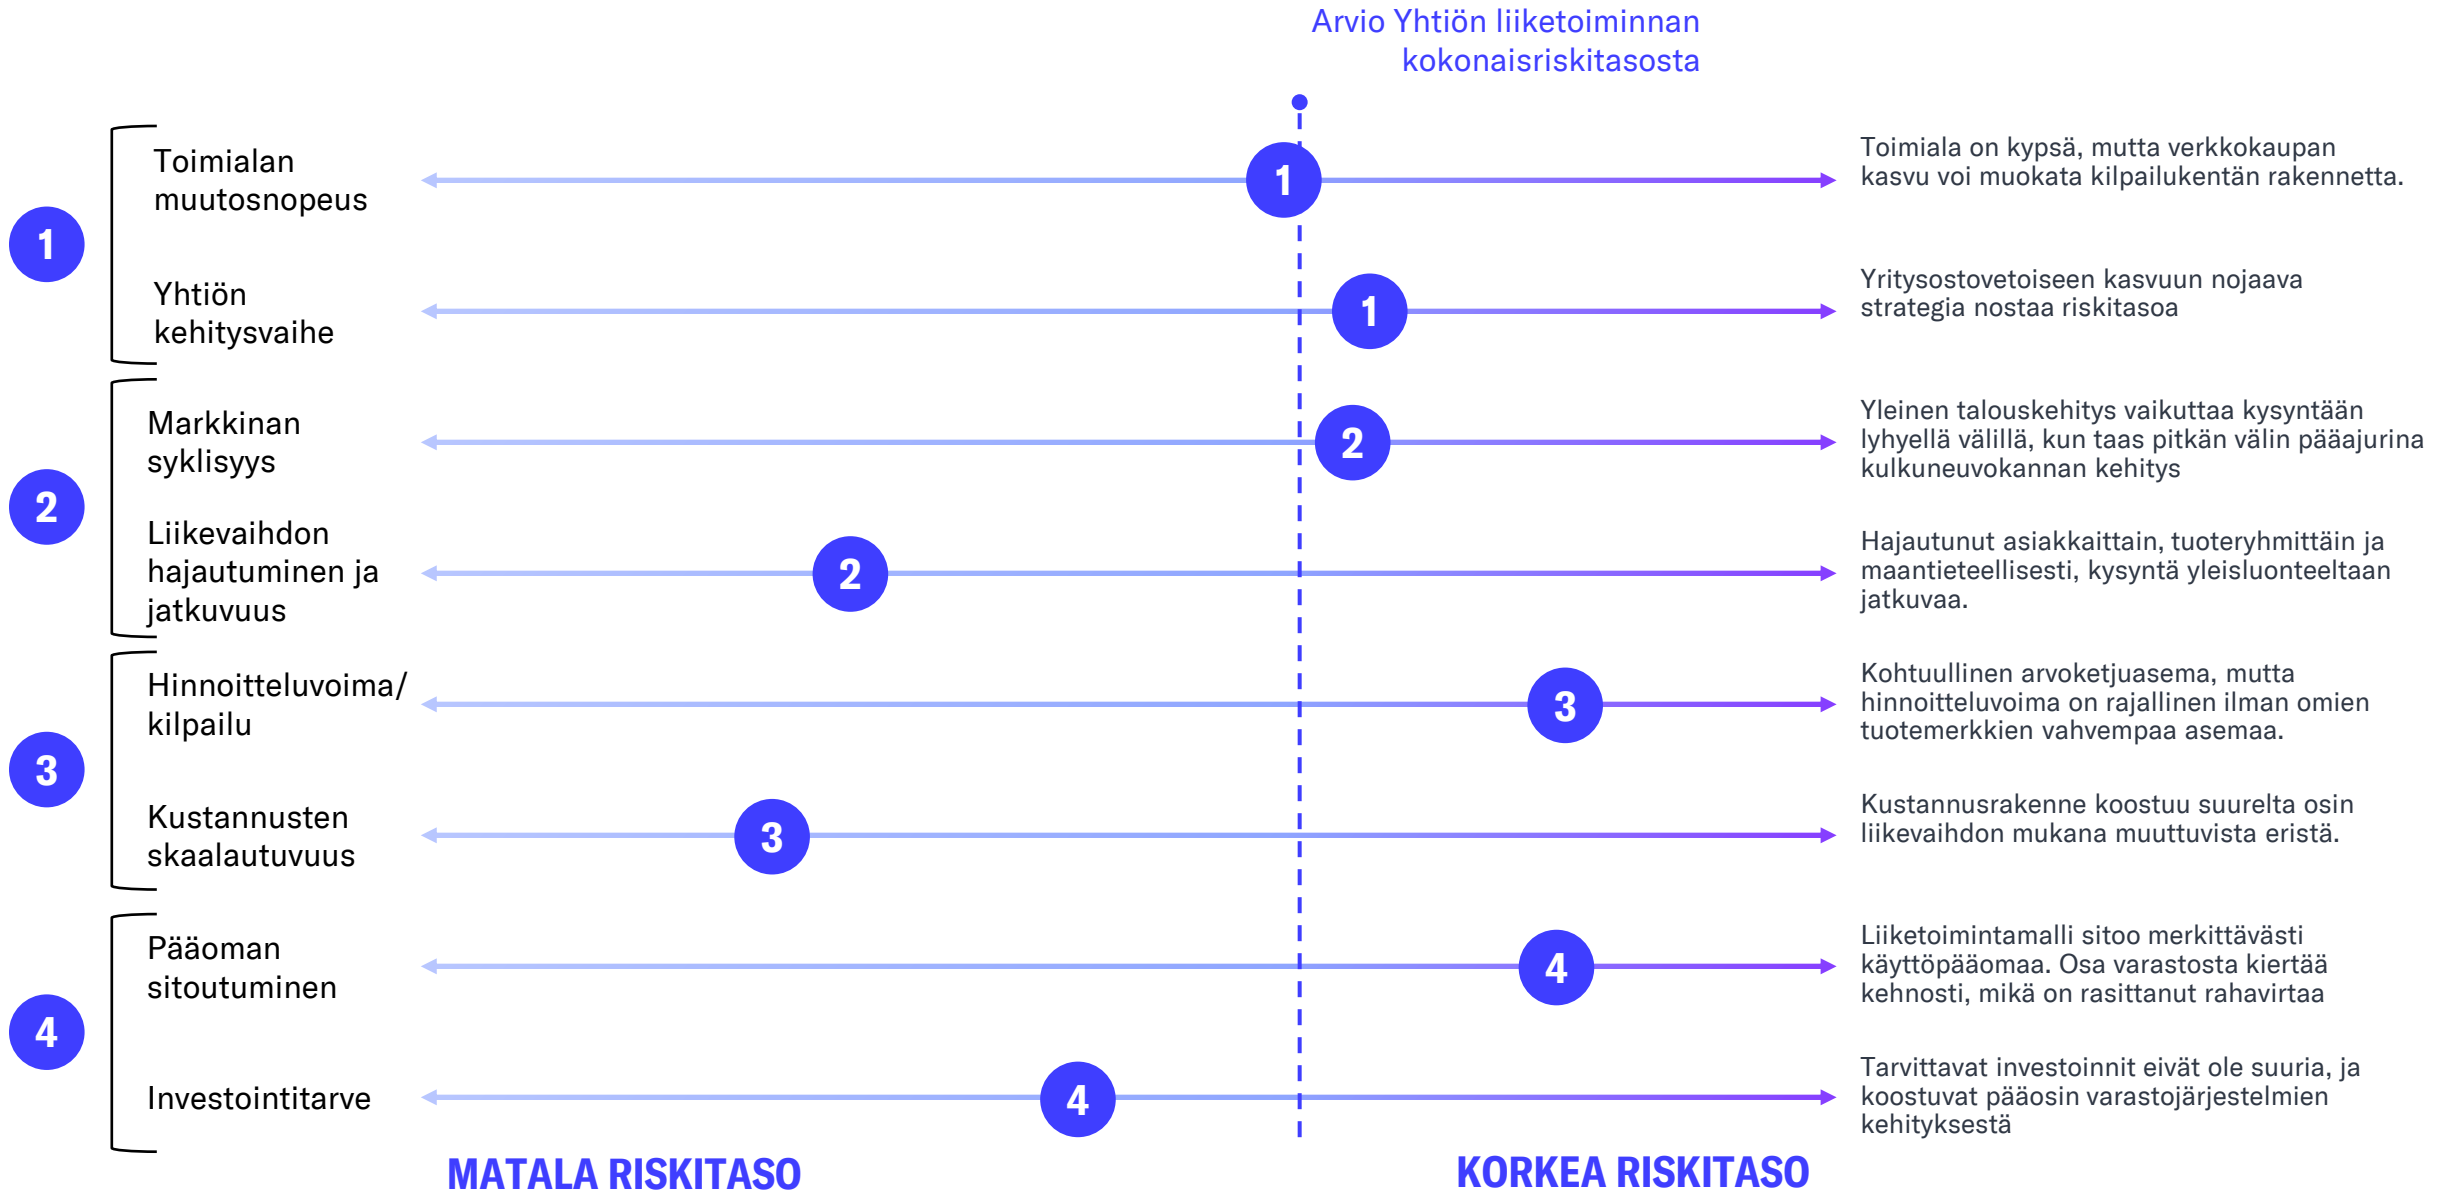 Arvio Yhtiön liiketoiminnan
kokonaisriskitasosta
1
Toimialan
muutosnopeus
1
Toimiala on kypsä, mutta verkkokaupan
kasvu voi muokata kilpailukentän rakennetta.
Yhtiön
kehitysvaihe
1
Yritysostovetoiseen kasvuun nojaava
strategia nostaa riskitasoa
2
Markkinan
syklisyys
2
Yleinen talouskehitys vaikuttaa kysyntään
lyhyellä välillä, kun taas pitkän välin pääajurina
kulkuneuvokannan kehitys
Liikevaihdon
hajautuminen ja
jatkuvuus
2
Hajautunut asiakkaittain, tuoteryhmittäin ja
maantieteellisesti, kysyntä yleisluonteeltaan
jatkuvaa.
3
Hinnoitteluvoima/
kilpailu
3
Kohtuullinen arvoketjuasema, mutta
hinnoitteluvoima on rajallinen ilman omien
tuotemerkkien vahvempaa asemaa.
Kustannusten
skaalautuvuus
3
Kustannusrakenne koostuu suurelta osin
liikevaihdon mukana muuttuvista eristä.
4
Pääoman
sitoutuminen
4
Liiketoimintamalli sitoo merkittävästi
käyttöpääomaa. Osa varastosta kiertää
kehnosti, mikä on rasittanut rahavirtaa
Investointitarve
4
Tarvittavat investoinnit eivät ole suuria, ja
koostuvat pääosin varastojärjestelmien
kehityksestä
MATALA RISKITASO
KORKEA RISKITASO